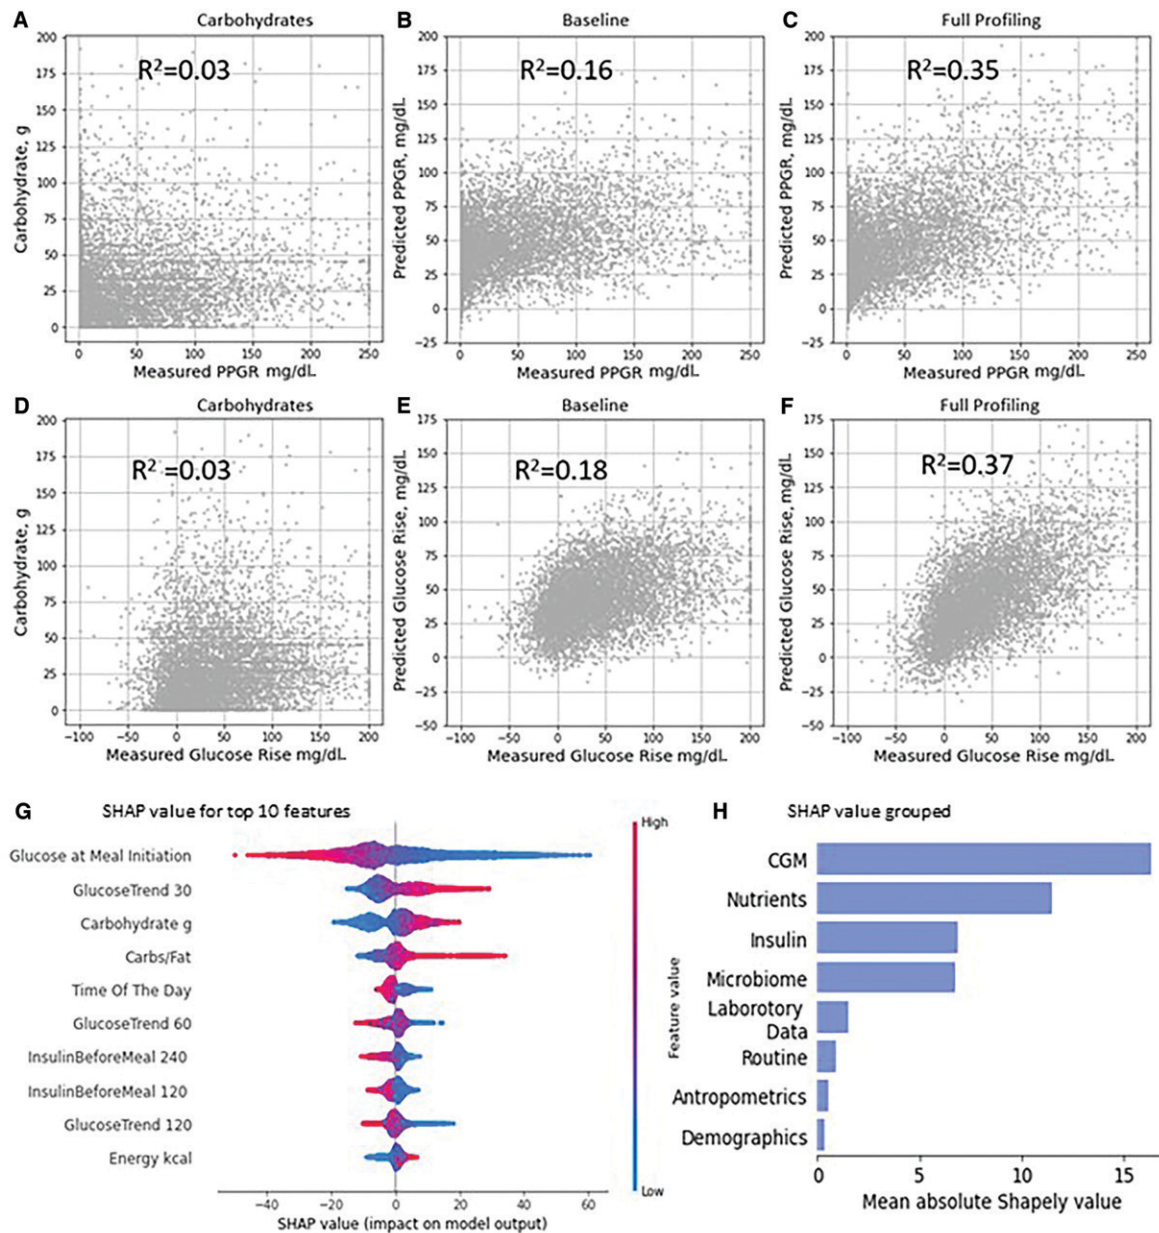 A Carbohydrates
B Baseline
C Full Profiling
200
175
150
125
100
75
50
25
0
Carbohydrate, g
R²=0.03
0 50 100 150 200 250
Measured PPGR mg/dL
200
175
150
125
100
75
50
25
0
−25
Predicted PPGR, mg/dL
R²=0.16
0 50 100 150 200 250
Measured PPGR mg/dL
200
175
150
125
100
75
50
25
0
−25
Predicted PPGR, mg/dL
R²=0.35
0 50 100 150 200 250
Measured PPGR mg/dL
D Carbohydrates
E Baseline
F Full Profiling
200
175
150
125
100
75
50
25
0
Carbohydrate, g
R²=0.03
−100 −50 0 50 100 150 200
Measured Glucose Rise mg/dL
175
150
125
100
75
50
25
0
−25
−50
Predicted Glucose Rise, mg/dL
R²=0.18
−100 −50 0 50 100 150 200
Measured Glucose Rise mg/dL
175
150
125
100
75
50
25
0
−25
−50
Predicted Glucose Rise, mg/dL
R²=0.37
−100 −50 0 50 100 150 200
Measured Glucose Rise mg/dL
G SHAP value for top 10 features
Glucose at Meal Initiation
GlucoseTrend 30
Carbohydrate g
Carbs/Fat
Time Of The Day
GlucoseTrend 60
InsulinBeforeMeal 240
InsulinBeforeMeal 120
GlucoseTrend 120
Energy kcal
−40 −20 0 20 40 60
SHAP value (impact on model output)
High
Feature value
Low
H SHAP value grouped
CGM
Nutrients
Insulin
Microbiome
Laborotory
Data
Routine
Antropometrics
Demographics
0 5 10 15
Mean absolute Shapely value